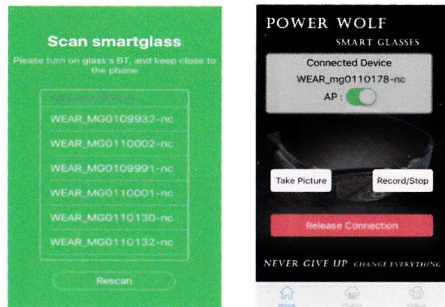 Scan smartglass
Please turn on glass's BT, and keep close to
the phone
WEAR_MG0109932-nc
WEAR_MG0110002-nc
WEAR_MG0109991-nc
WEAR_MG0110001-nc
WEAR_MG0110130-nc
WEAR_MG0110132-nc
Rescan
POWER WOLF
SMART GLASSES
Connected Device
WEAR_mg0110178-nc
AP :
Take Picture
Record/Stop
Release Connection
NEVER GIVE UP CHANGE EVERYTHING
Home